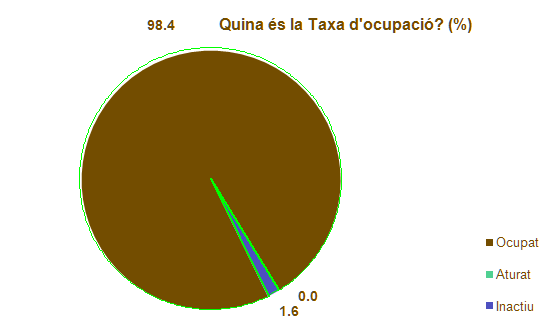 98.4
Quina és la Taxa d'ocupació? (%)
0.0
1.6
Ocupat
Aturat
Inactiu